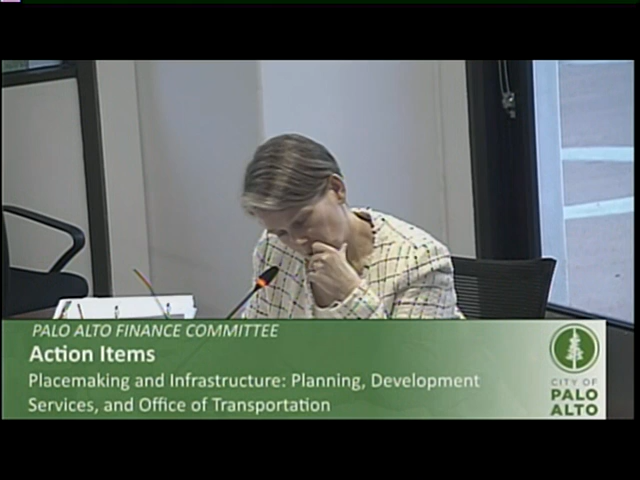 PALO ALTO FINANCE COMMITTEE
Action Items
Placemaking and Infrastructure: Planning, Development
Services, and Office of Transportation
CITY OF
PALO
ALTO